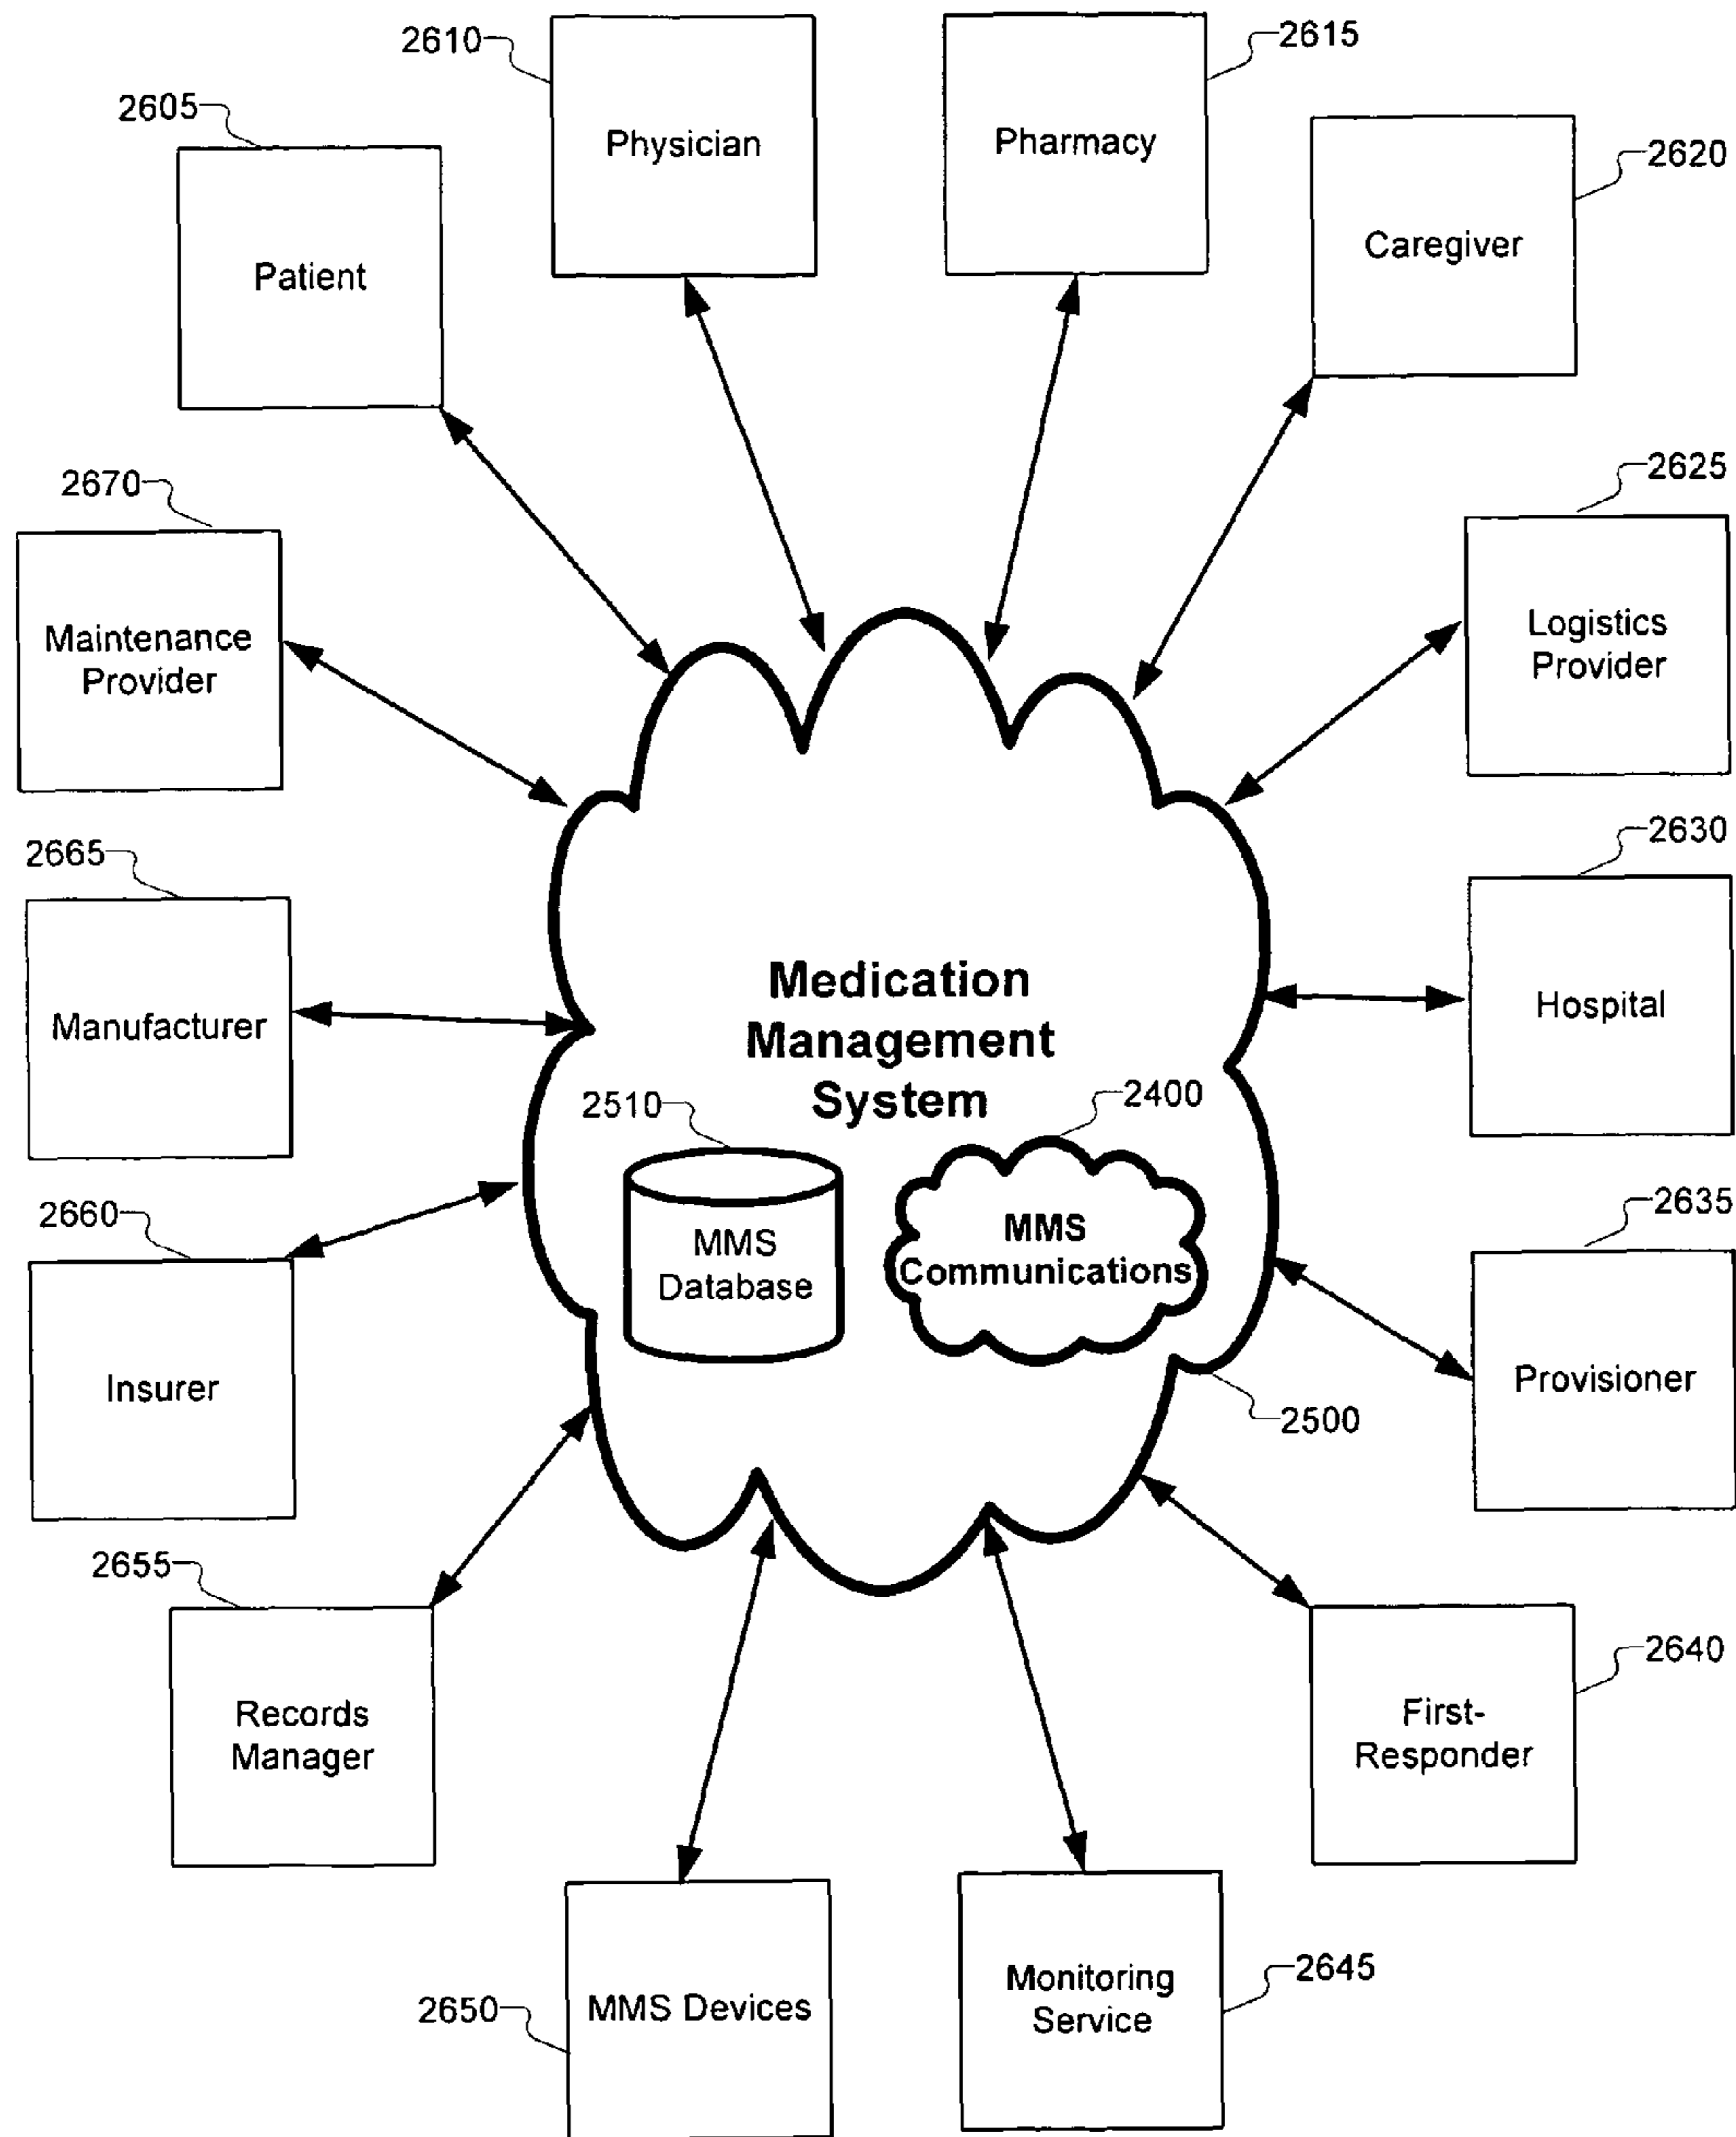 2610
2615
2605
Physician
Pharmacy
2620
Patient
Caregiver
2670
2625
Maintenance
Provider
Logistics
Provider
2665
2630
Manufacturer
Medication
Management
System
Hospital
2510
2400
2660
2635
MMS
Database
MMS
Communications
Insurer
Provisioner
2500
2655
2640
Records
Manager
First-
Responder
2650
MMS Devices
Monitoring
Service
2645